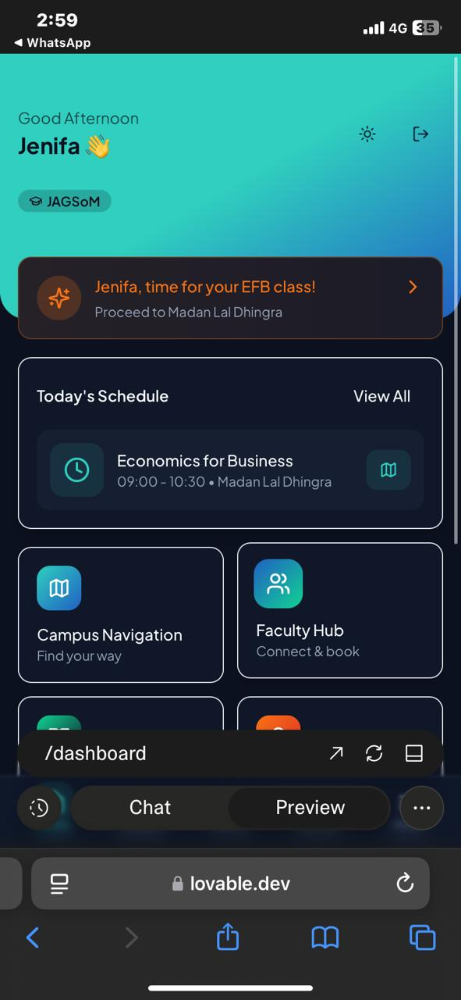 2:59
4G 35
◀ WhatsApp
Good Afternoon
Jenifa 👋
JAGSoM
Jenifa, time for your EFB class!
Proceed to Madan Lal Dhingra
Today's Schedule
View All
Economics for Business
09:00 - 10:30 • Madan Lal Dhingra
Campus Navigation
Find your way
Faculty Hub
Connect & book
/dashboard
Chat
Preview
lovable.dev